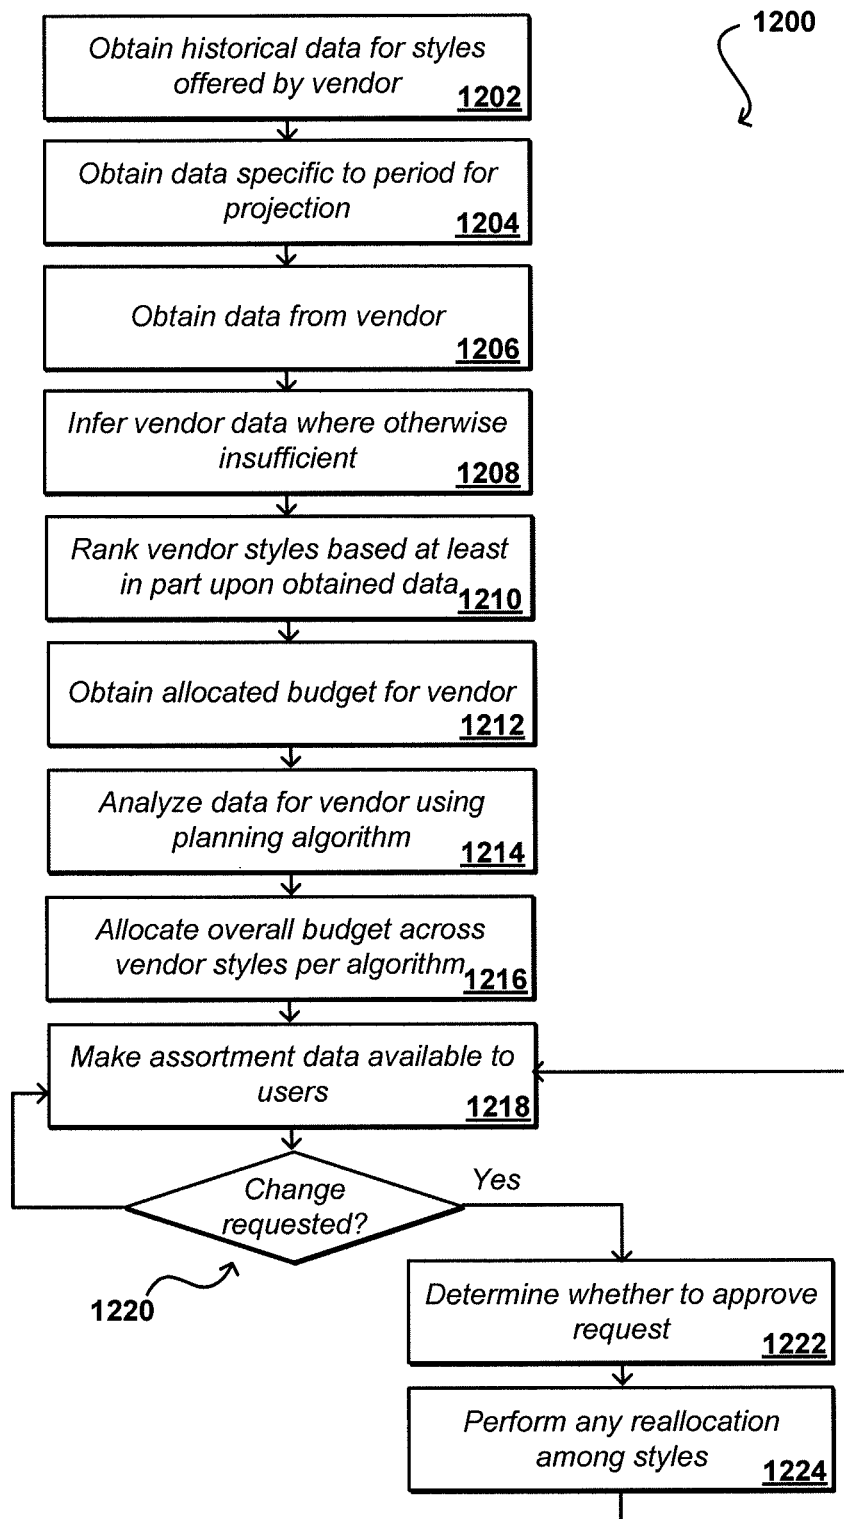 1200
Obtain historical data for styles
offered by vendor
1202
Obtain data specific to period for
projection
1204
Obtain data from vendor
1206
Infer vendor data where otherwise
insufficient
1208
Rank vendor styles based at least
in part upon obtained data
1210
Obtain allocated budget for vendor
1212
Analyze data for vendor using
planning algorithm
1214
Allocate overall budget across
vendor styles per algorithm
1216
Make assortment data available to
users
1218
Change
requested?
Yes
1220
Determine whether to approve
request
1222
Perform any reallocation
among styles
1224